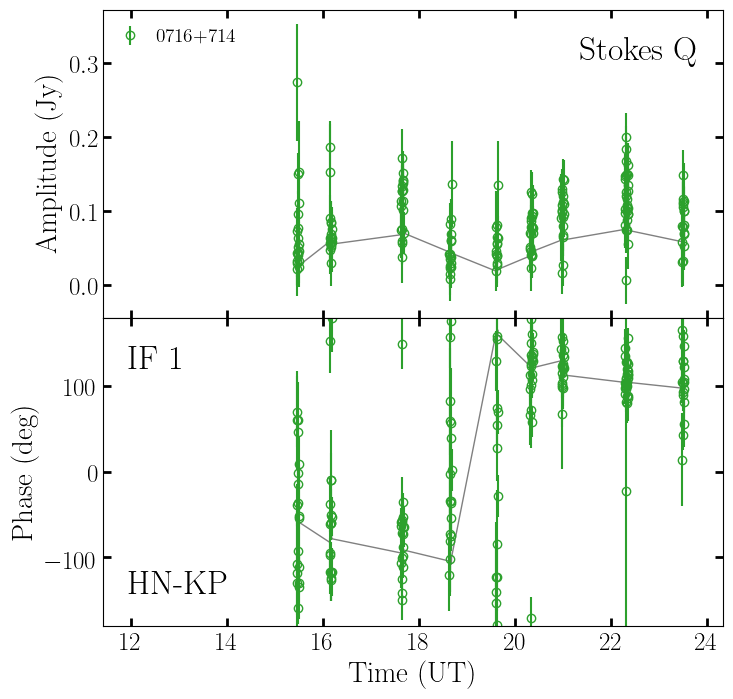 0716+714
Stokes Q
Amplitude (Jy)
0.3
0.2
0.1
0.0
IF 1
HN-KP
Phase (deg)
100
0
−100
12 14 16 18 20 22 24
Time (UT)